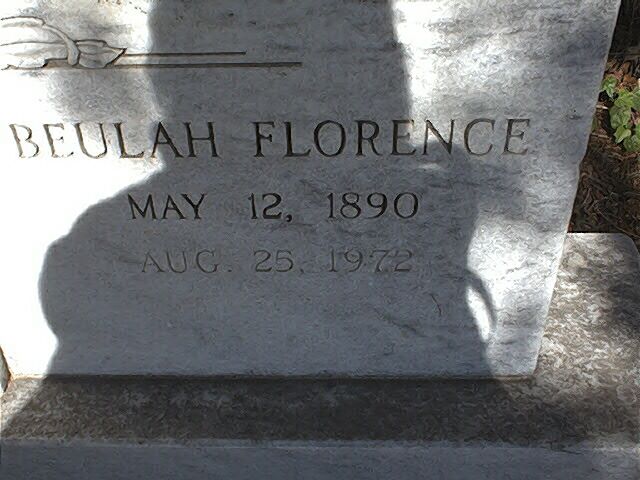 BEULAH FLORENCE
MAY 12, 1890
AUG. 25, 1972